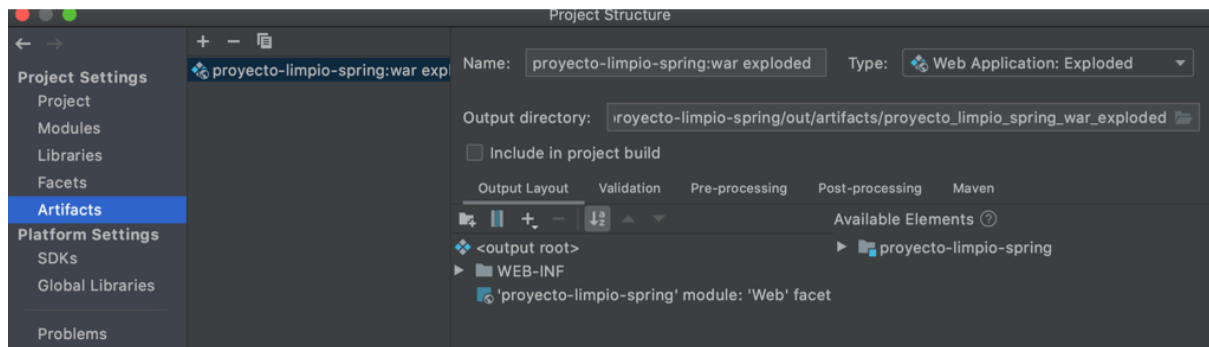 Project Structure
Project Settings
Project
Modules
Libraries
Facets
Artifacts
Platform Settings
SDKs
Global Libraries
Problems
proyecto-limpio-spring:war expl
Name: proyecto-limpio-spring:war exploded Type: Web Application: Exploded
Output directory: royecto-limpio-spring/out/artifacts/proyecto_limpio_spring_war_exploded
Include in project build
Output Layout Validation Pre-processing Post-processing Maven
Available Elements
<output root>
WEB-INF
'proyecto-limpio-spring' module: 'Web' facet
proyecto-limpio-spring